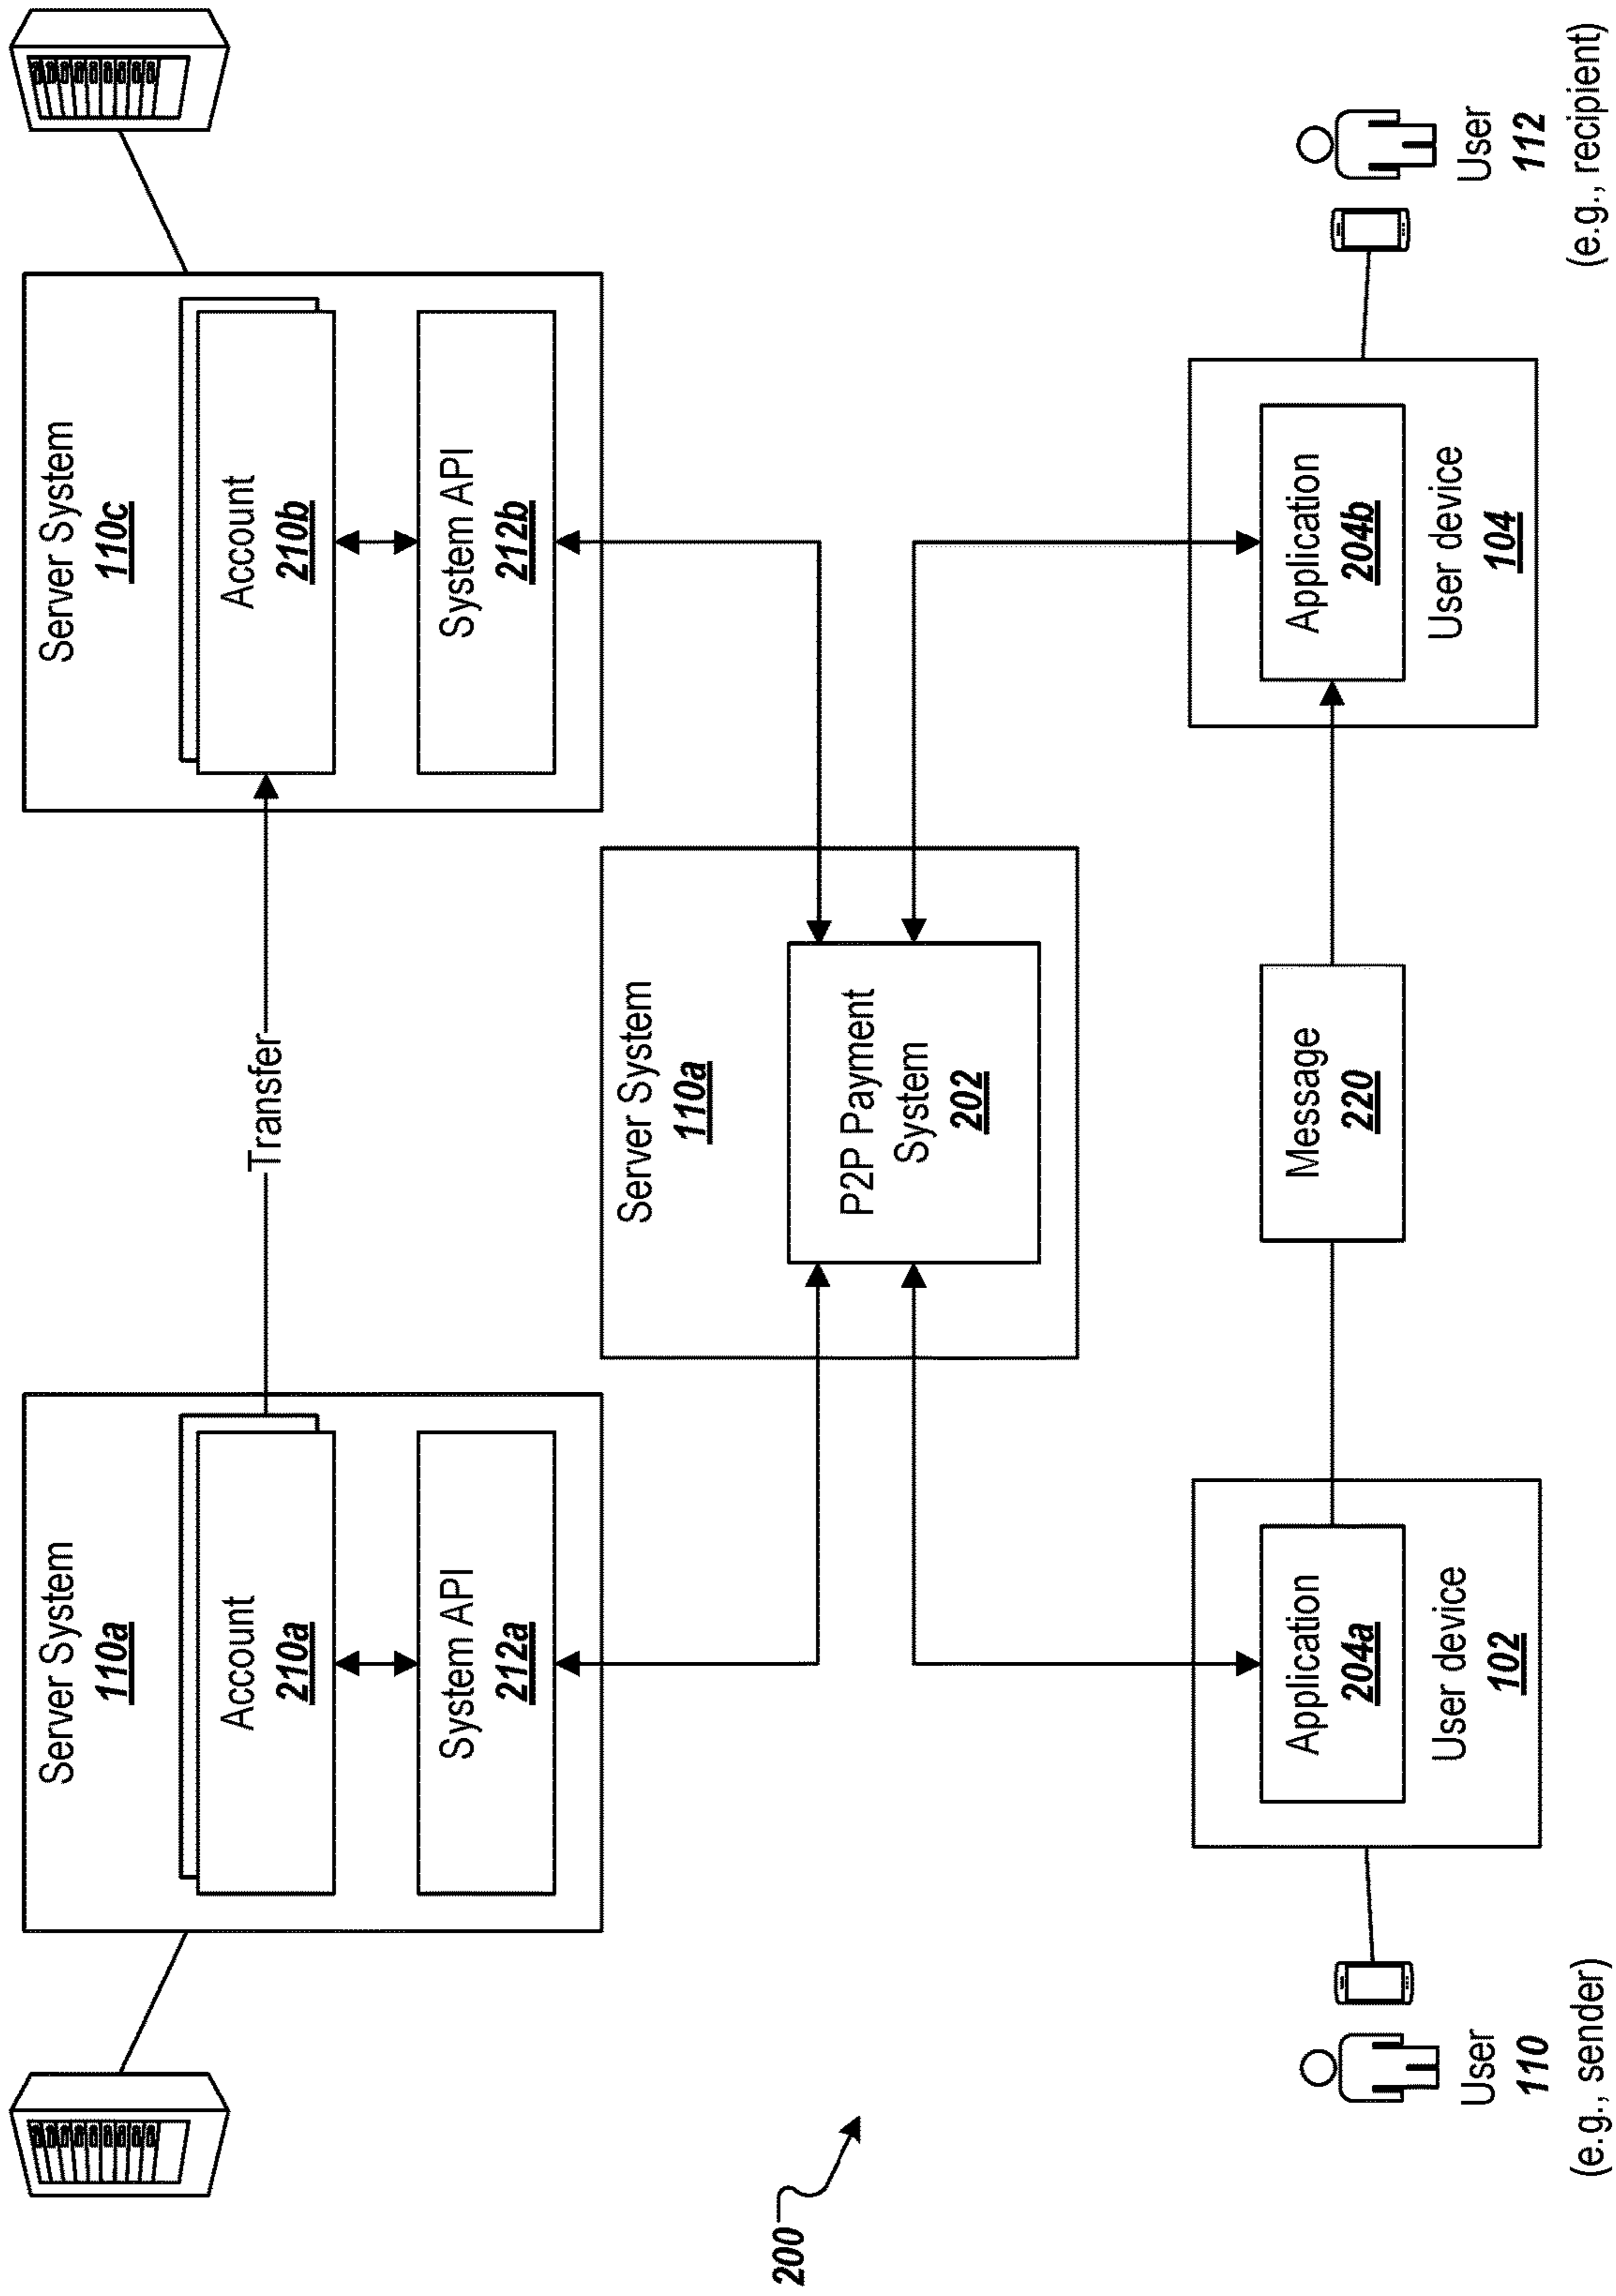 Server System
110a
Account
210a
System API
212a
Transfer
Server System
110c
Account
210b
System API
212b
Server System
110a
P2P Payment
System
202
200
Application
204a
User device
102
Message
220
Application
204b
User device
104
User
110
(e.g., sender)
User
112
(e.g., recipient)